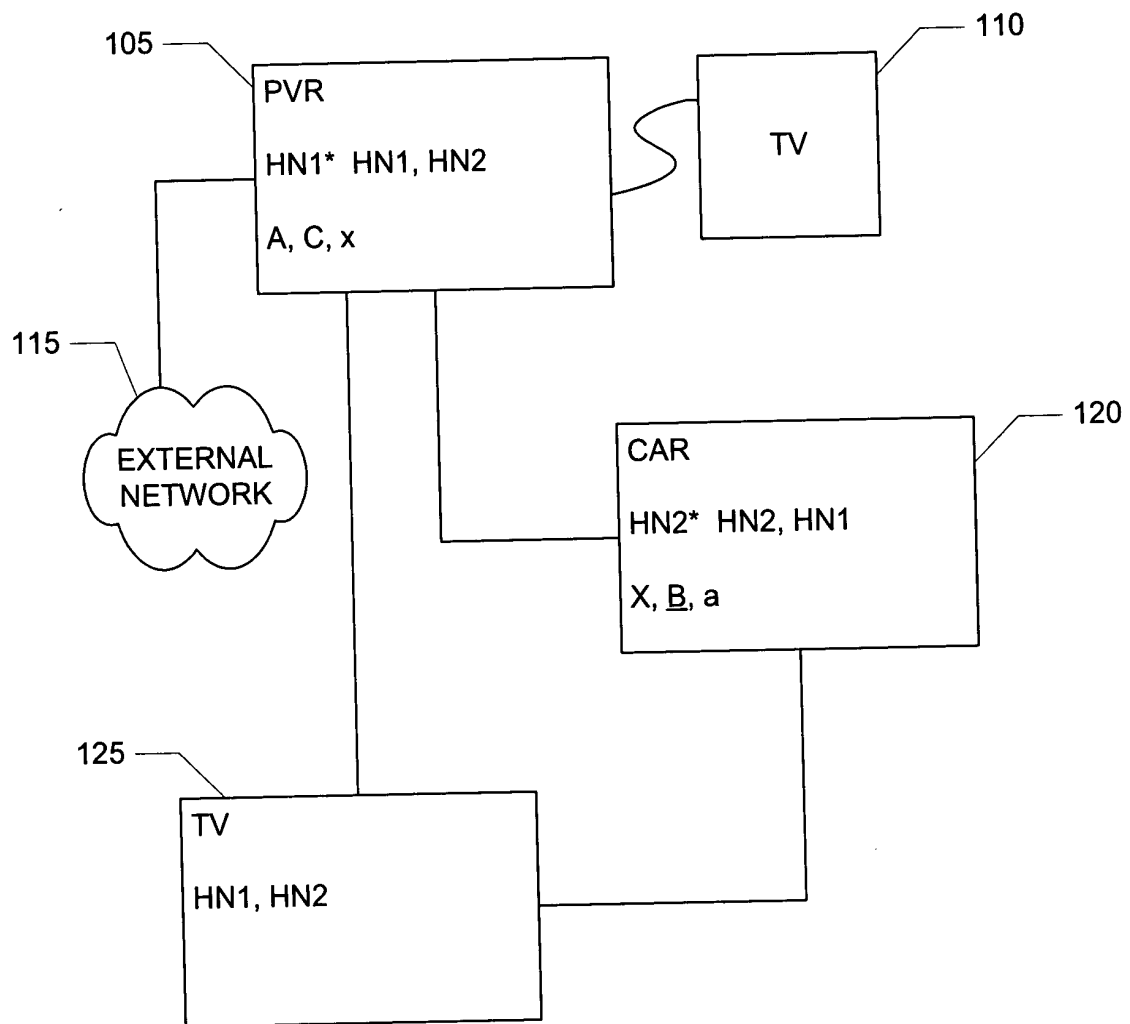 105
PVR
HN1* HN1, HN2
A, C, x
110
TV
115
EXTERNAL
NETWORK
120
CAR
HN2* HN2, HN1
X, B, a
125
TV
HN1, HN2